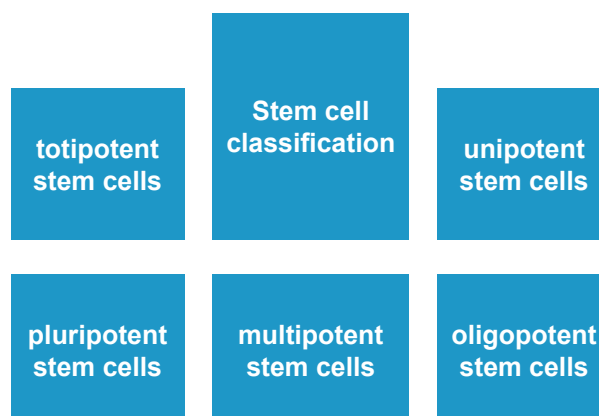 Stem cell
classification
totipotent
stem cells
unipotent
stem cells
pluripotent
stem cells
multipotent
stem cells
oligopotent
stem cells